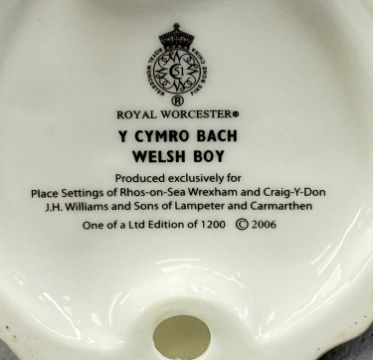 ROYAL WORCESTER FINE BONE CHINA
51
®
ROYAL WORCESTER®
Y CYMRO BACH
WELSH BOY
Produced exclusively for
Place Settings of Rhos-on-Sea Wrexham and Craig-Y-Don
J.H. Williams and Sons of Lampeter and Carmarthen
One of a Ltd Edition of 1200 © 2006